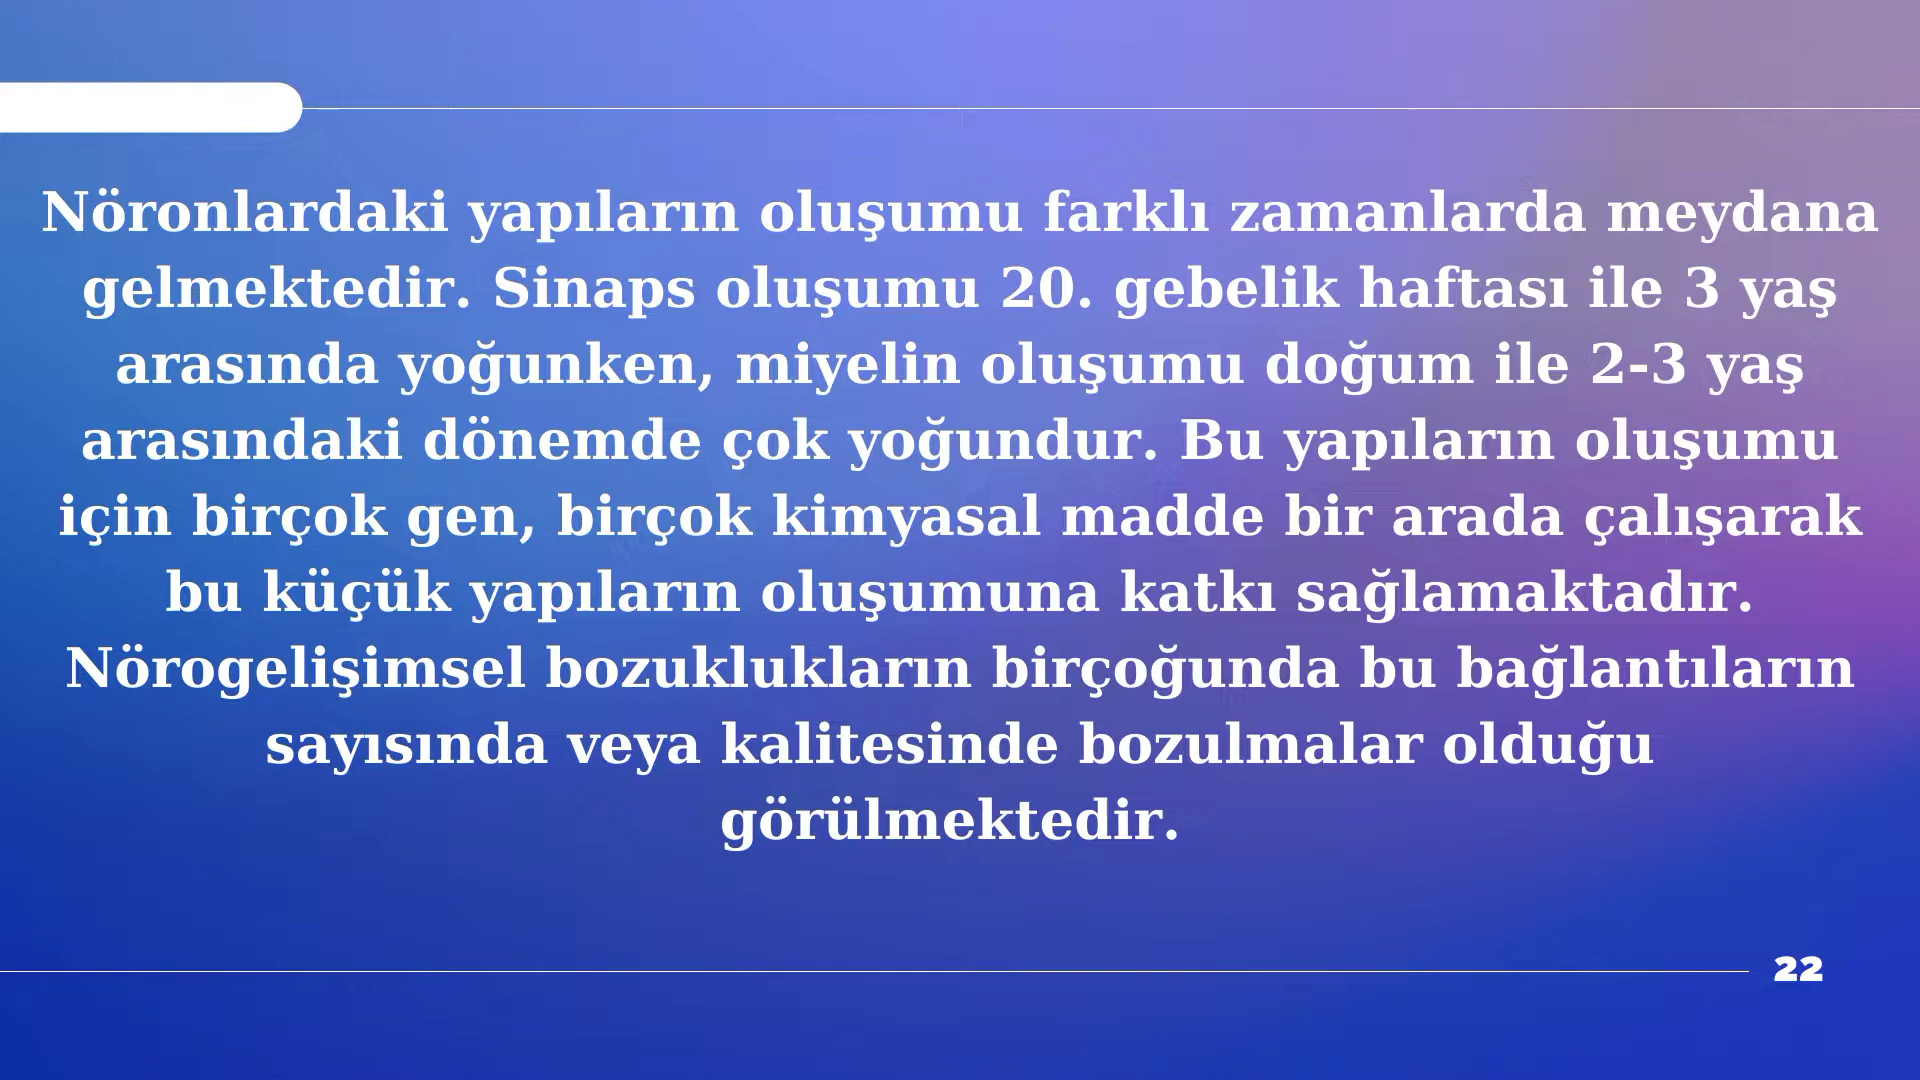 Nöronlardaki yapıların oluşumu farklı zamanlarda meydana
gelmektedir. Sinaps oluşumu 20. gebelik haftası ile 3 yaş
arasında yoğunken, miyelin oluşumu doğum ile 2-3 yaş
arasındaki dönemde çok yoğundur. Bu yapıların oluşumu
için birçok gen, birçok kimyasal madde bir arada çalışarak
bu küçük yapıların oluşumuna katkı sağlamaktadır.
Nörogelişimsel bozuklukların birçoğunda bu bağlantıların
sayısında veya kalitesinde bozulmalar olduğu
görülmektedir.
22